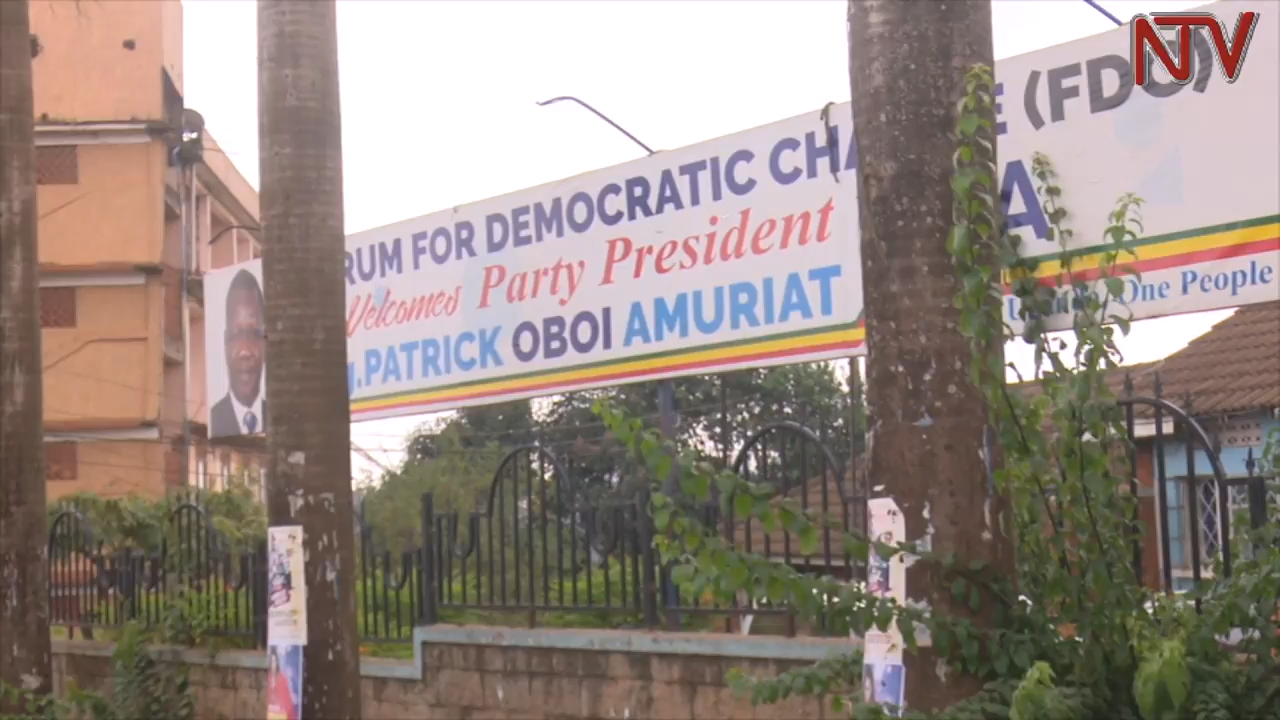 NTV
RUM FOR DEMOCRATIC CHA E (FDC)
Welcomes Party President
.PATRICK OBOI AMURIAT
A
One People